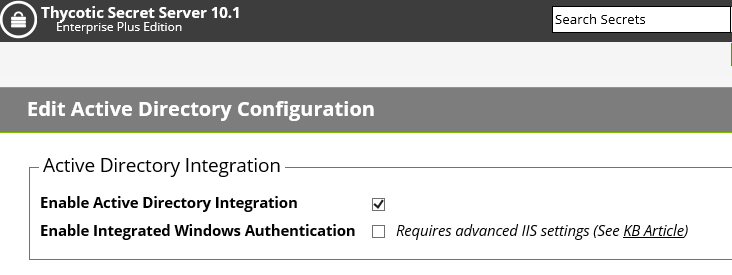 Thycotic Secret Server 10.1
Enterprise Plus Edition
Search Secrets
Edit Active Directory Configuration
Active Directory Integration
Enable Active Directory Integration
Enable Integrated Windows Authentication Requires advanced IIS settings (See KB Article)